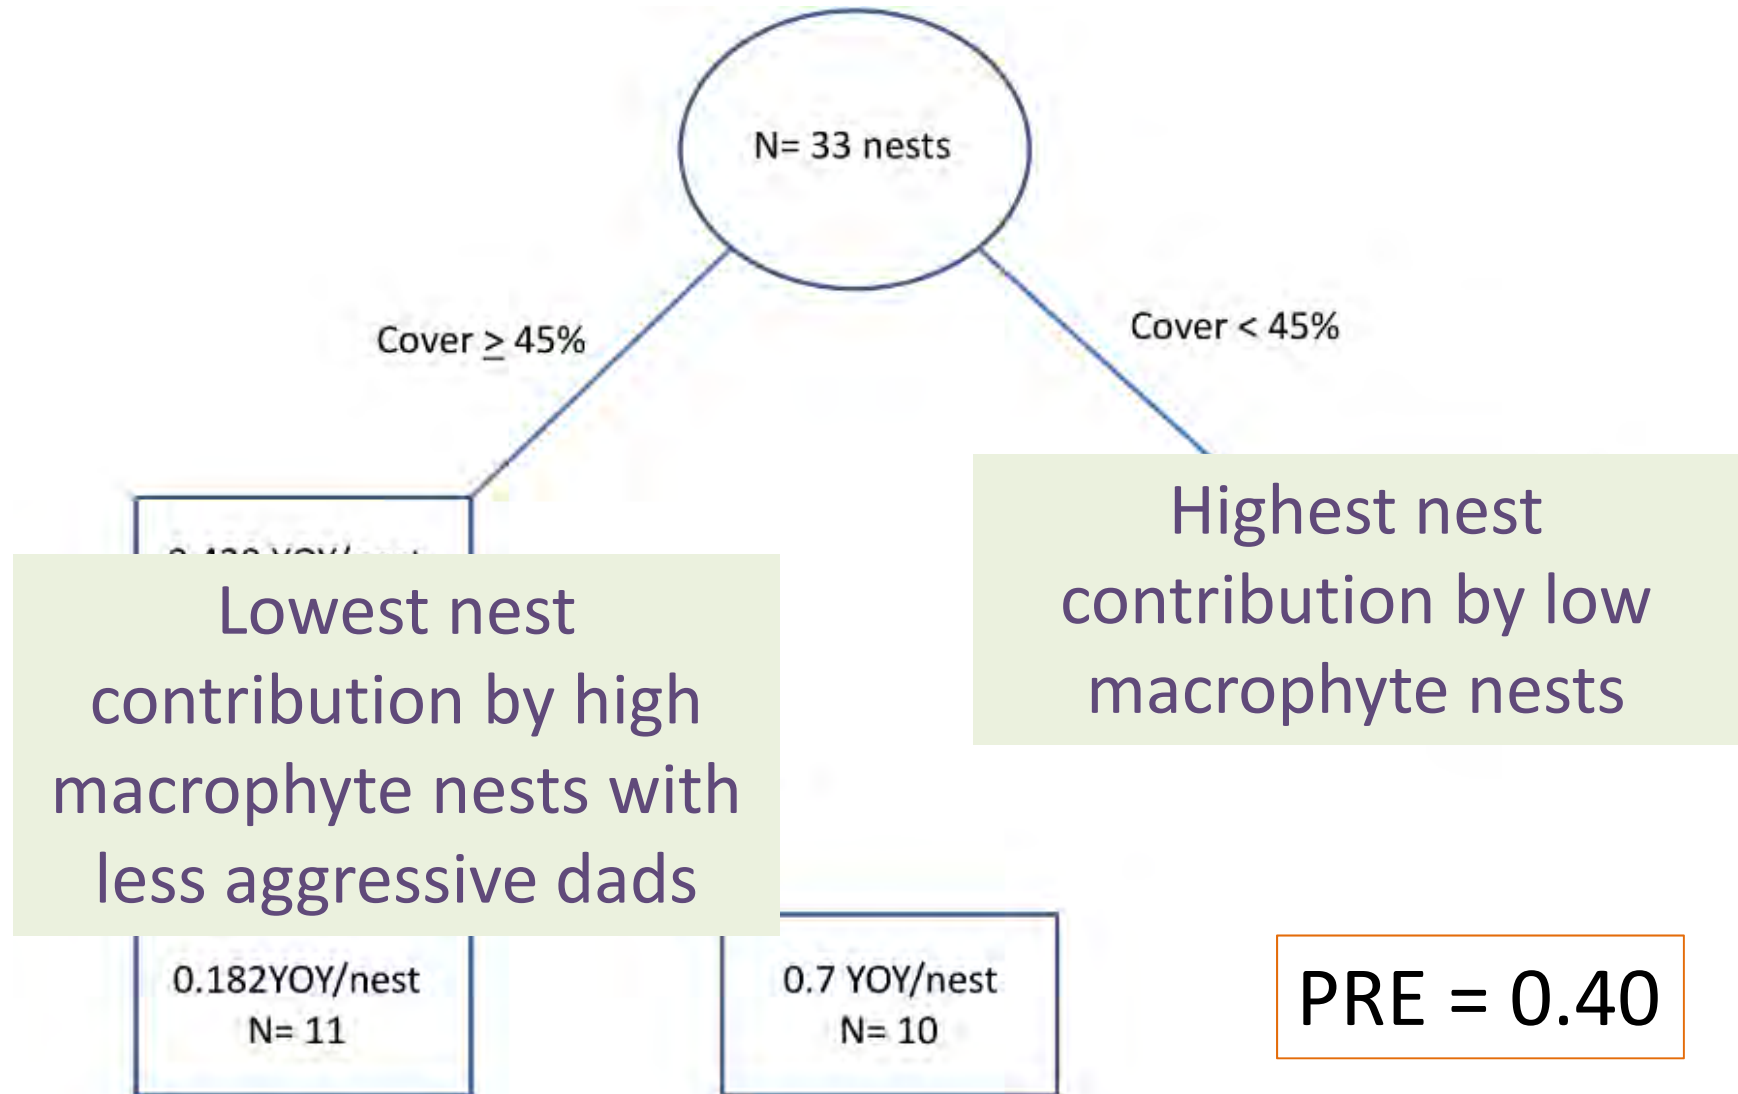 N= 33 nests
Cover ≥ 45%
Cover < 45%
Highest nest
contribution by low
macrophyte nests
Lowest nest
contribution by high
macrophyte nests with
less aggressive dads
0.182YOY/nest
N= 11
0.7 YOY/nest
N= 10
PRE = 0.40